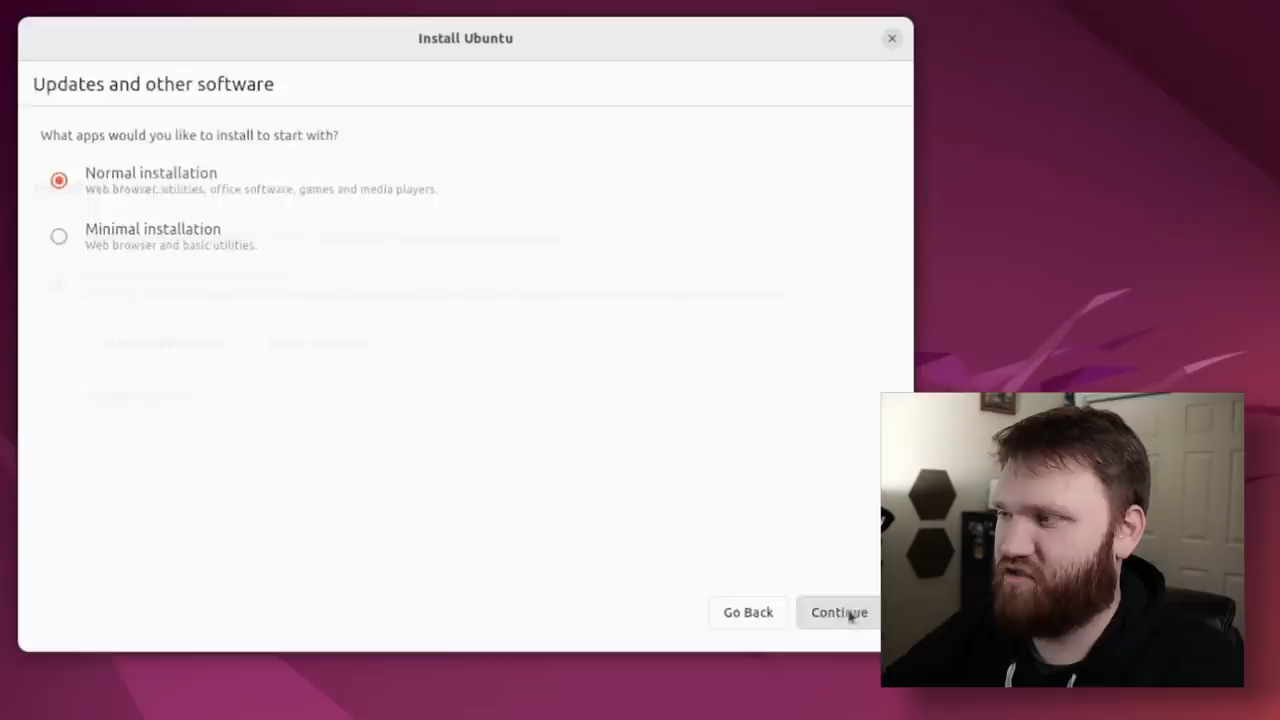 Install Ubuntu
Updates and other software
What apps would you like to install to start with?
Normal installation
Web browser, utilities, office software, games and media players.
Minimal installation
Web browser and basic utilities.
Go Back
Continue